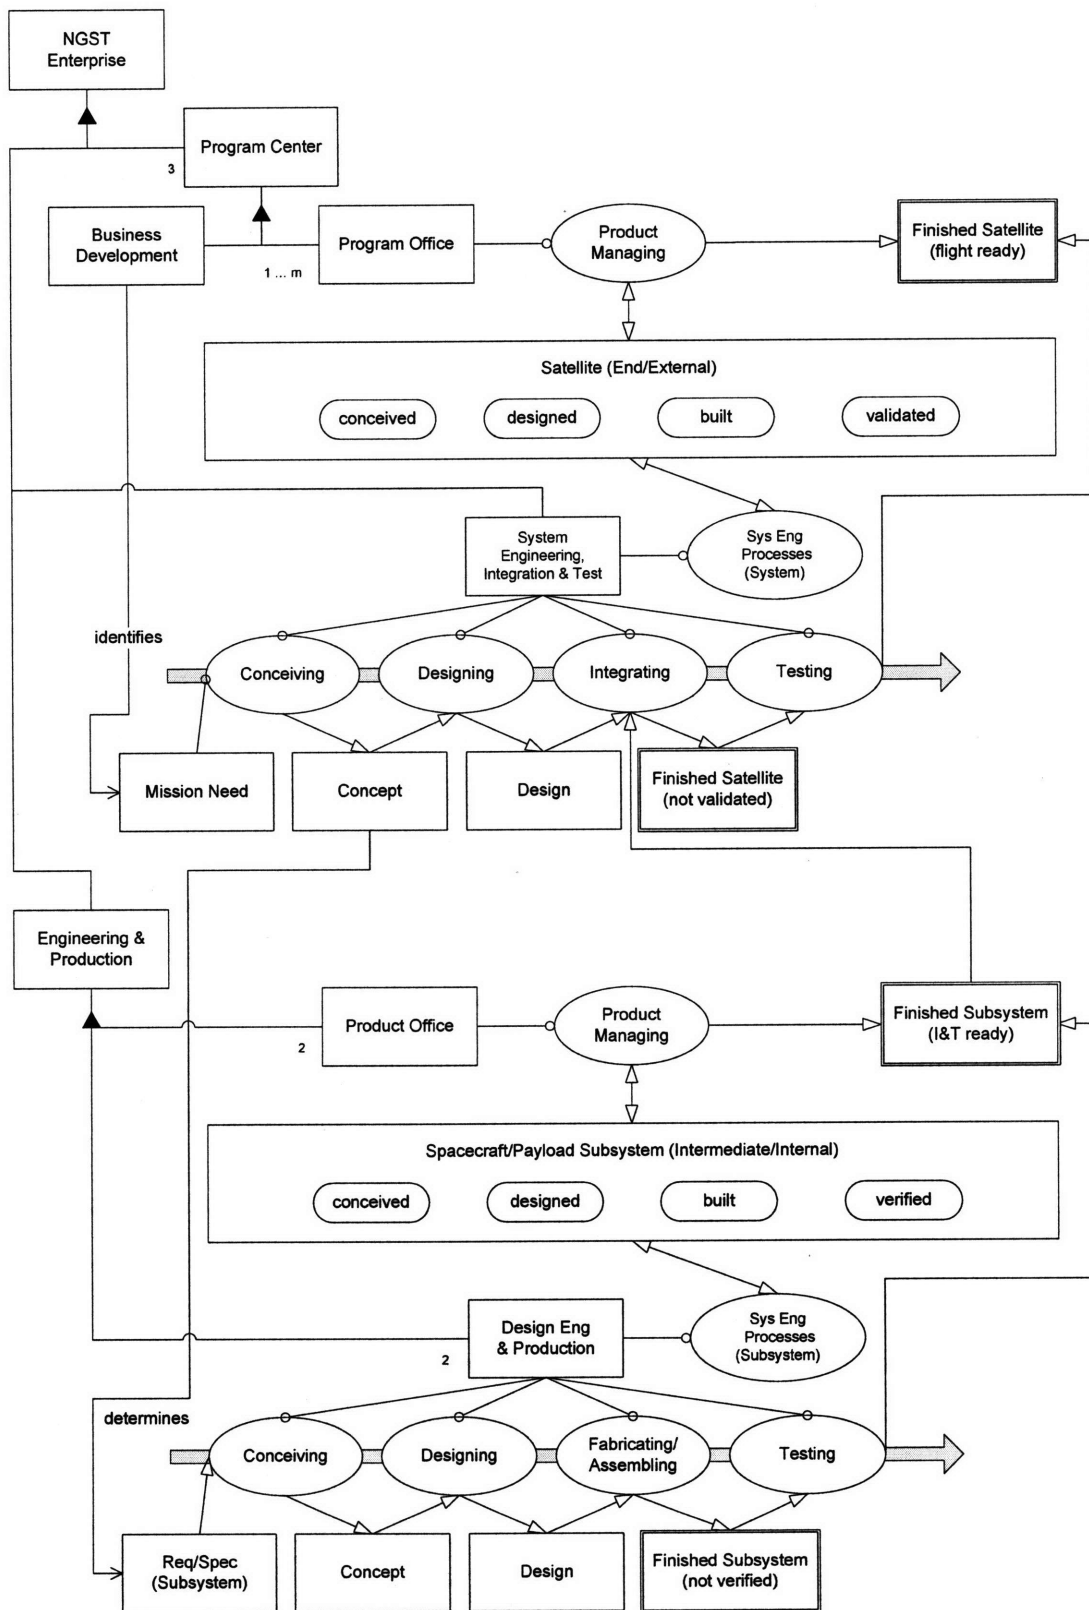 NGST
Enterprise
Program Center
3
Business
Development
1 ... m
Program Office
Product
Managing
Finished Satellite
(flight ready)
Satellite (End/External)
conceived
designed
built
validated
System
Engineering,
Integration & Test
Sys Eng
Processes
(System)
identifies
Conceiving
Designing
Integrating
Testing
Mission Need
Concept
Design
Finished Satellite
(not validated)
Engineering &
Production
Product Office
2
Product
Managing
Finished Subsystem
(I&T ready)
Spacecraft/Payload Subsystem (Intermediate/Internal)
conceived
designed
built
verified
Design Eng
& Production
2
Sys Eng
Processes
(Subsystem)
determines
Conceiving
Designing
Fabricating/
Assembling
Testing
Req/Spec
(Subsystem)
Concept
Design
Finished Subsystem
(not verified)